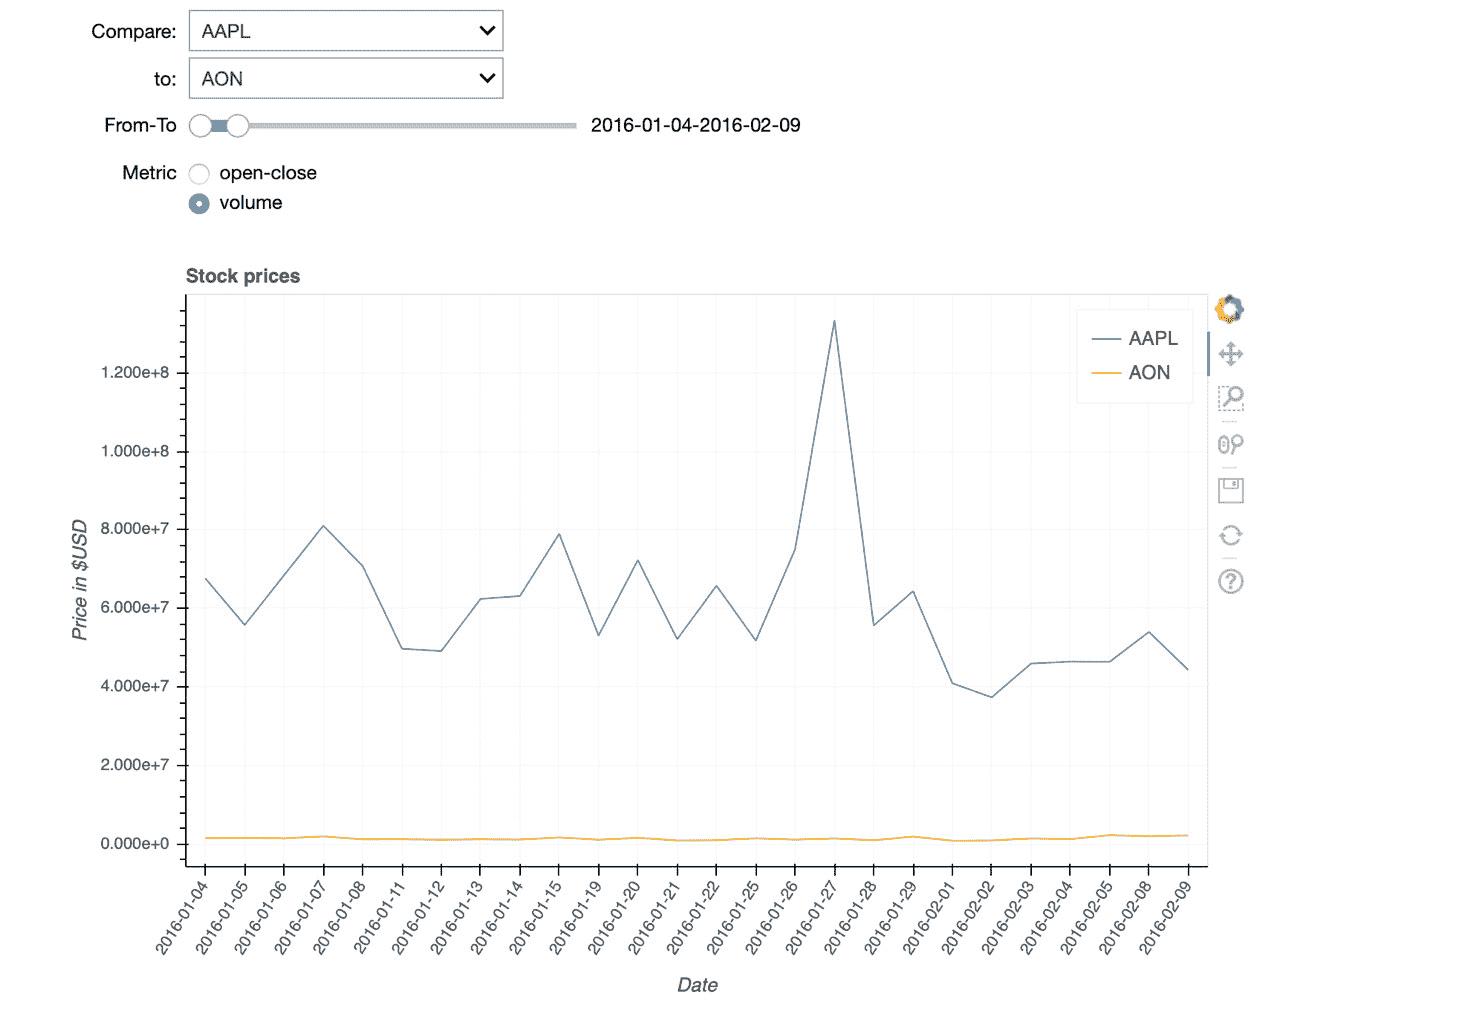 Compare: AAPL
to: AON
From-To 2016-01-04-2016-02-09
Metric open-close
volume
Stock prices
AAPL
AON
1.200e+8
1.000e+8
8.000e+7
6.000e+7
4.000e+7
2.000e+7
0.000e+0
Price in $USD
2016-01-04
2016-01-05
2016-01-06
2016-01-07
2016-01-08
2016-01-11
2016-01-12
2016-01-13
2016-01-14
2016-01-15
2016-01-19
2016-01-20
2016-01-21
2016-01-22
2016-01-25
2016-01-26
2016-01-27
2016-01-28
2016-01-29
2016-02-01
2016-02-02
2016-02-03
2016-02-04
2016-02-05
2016-02-08
2016-02-09
Date